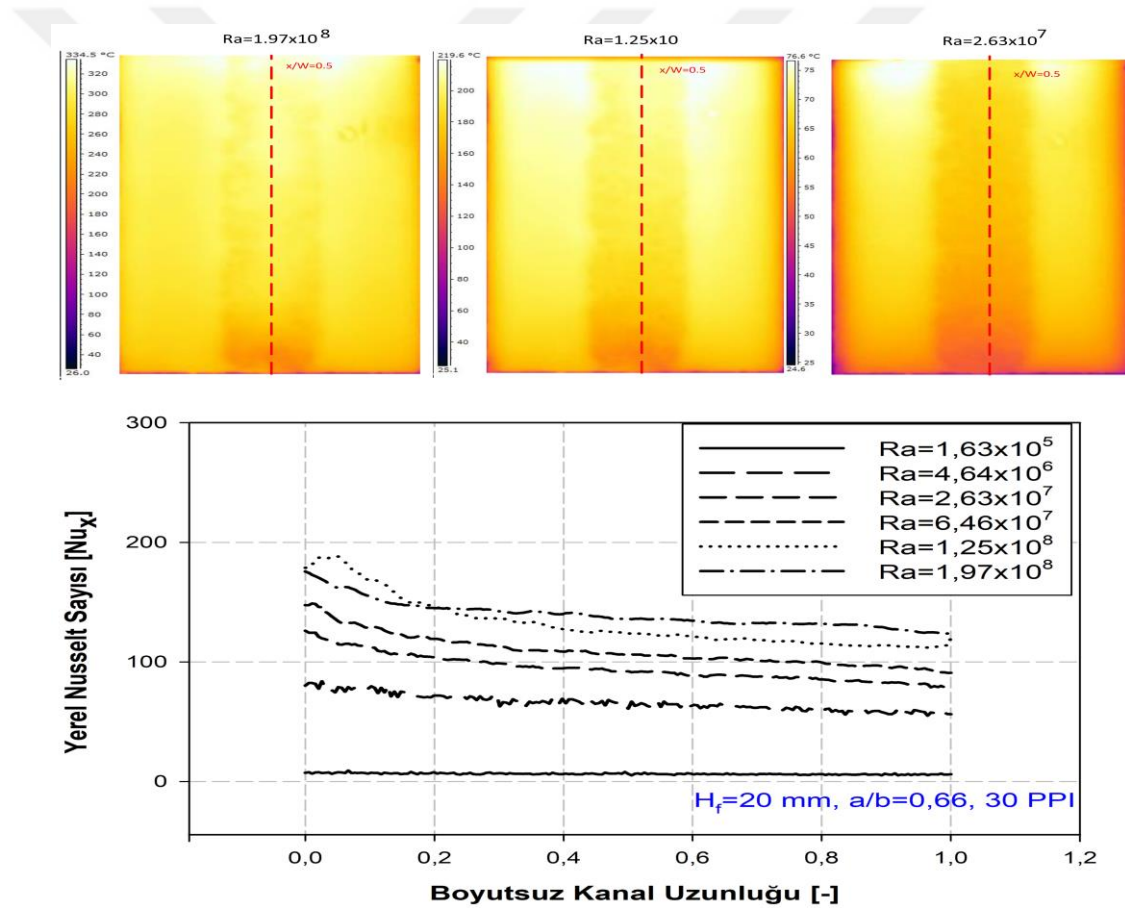 Ra=1.97x10⁸
Ra=1.25x10
Ra=2.63x10⁷
334.5 °C
320
300
280
260
240
220
200
180
160
140
120
100
80
60
40
26.0
x/W=0.5
219.6 °C
200
180
160
140
120
100
80
60
40
25.1
x/W=0.5
76.6 °C
75
70
65
60
55
50
45
40
35
30
25
24.6
x/W=0.5
300
200
100
0
Yerel Nusselt Sayısı [Nuₓ]
Ra=1,63x10⁵
Ra=4,64x10⁶
Ra=2,63x10⁷
Ra=6,46x10⁷
Ra=1,25x10⁸
Ra=1,97x10⁸
H_f=20 mm, a/b=0,66, 30 PPI
0,0 0,2 0,4 0,6 0,8 1,0 1,2
Boyutsuz Kanal Uzunluğu [-]